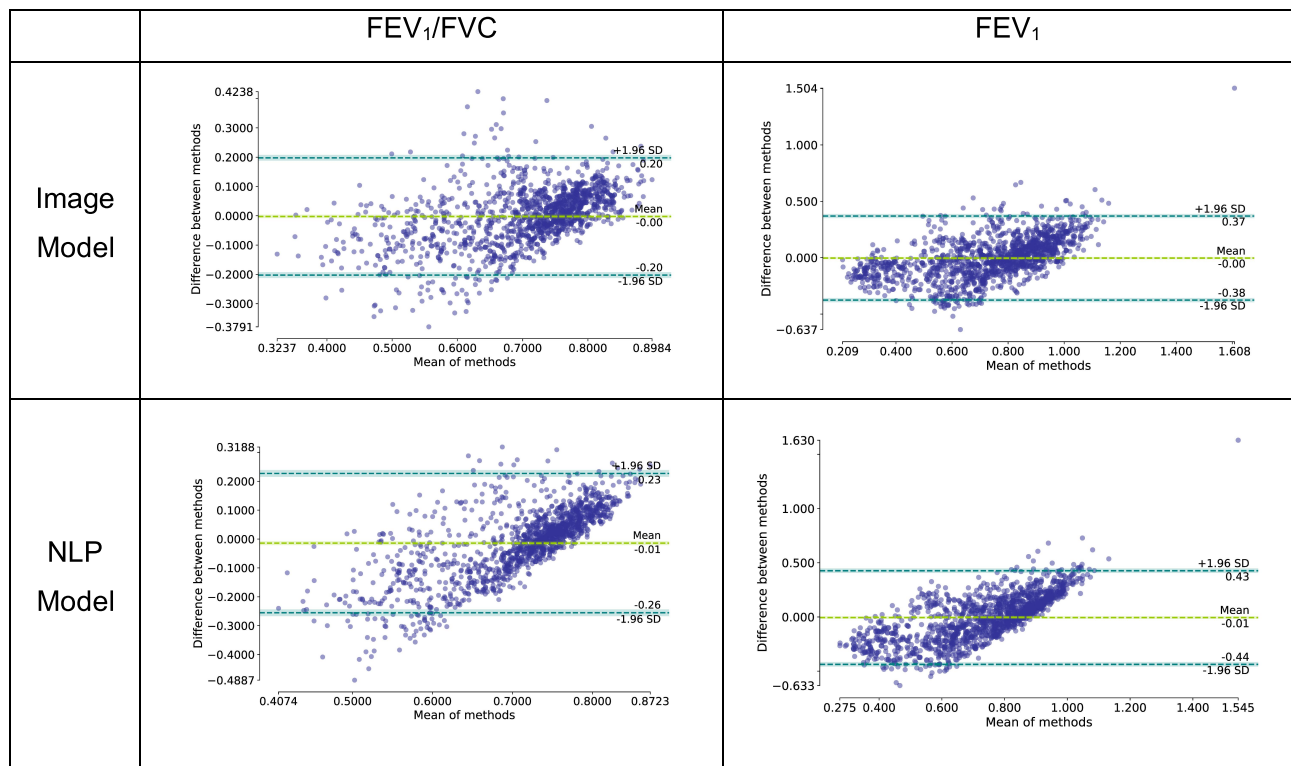 FEV₁/FVC
FEV₁
Image
Model
0.4238
0.3000
0.2000
0.1000
0.0000
−0.1000
−0.2000
−0.3000
−0.3791
Difference between methods
+1.96 SD
0.20
Mean
-0.00
-0.20
-1.96 SD
0.3237 0.4000 0.5000 0.6000 0.7000 0.8000 0.8984
Mean of methods
1.504
1.000
0.500
0.000
−0.637
Difference between methods
+1.96 SD
0.37
Mean
-0.00
-0.38
-1.96 SD
0.209 0.400 0.600 0.800 1.000 1.200 1.400 1.608
Mean of methods
NLP
Model
0.3188
0.2000
0.1000
0.0000
−0.1000
−0.2000
−0.3000
−0.4000
−0.4887
Difference between methods
+1.96 SD
0.23
Mean
-0.01
-0.26
-1.96 SD
0.4074 0.5000 0.6000 0.7000 0.8000 0.8723
Mean of methods
1.630
1.000
0.500
0.000
−0.633
Difference between methods
+1.96 SD
0.43
Mean
-0.01
-0.44
-1.96 SD
0.275 0.400 0.600 0.800 1.000 1.200 1.400 1.545
Mean of methods